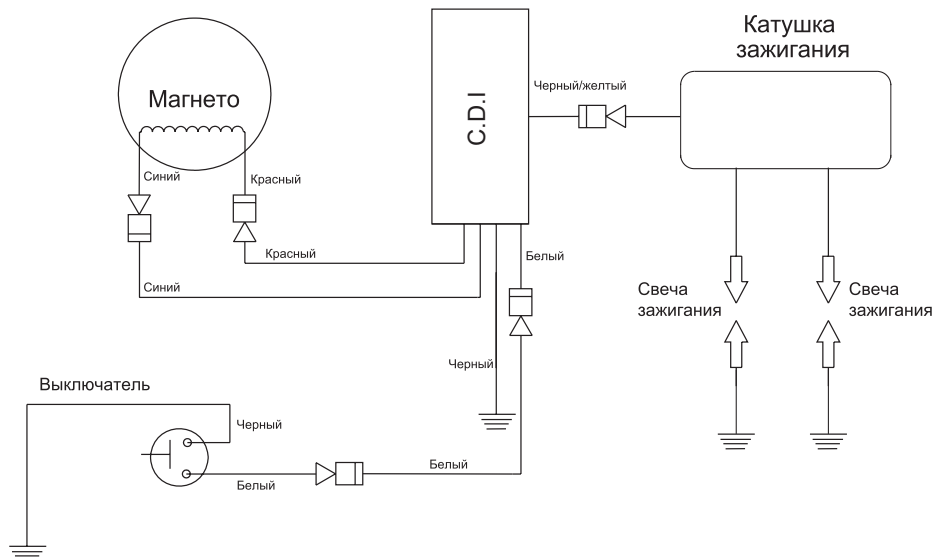 Катушка
зажигания
Магнето
C.D.I
Черный/желтый
Синий
Красный
Красный
Синий
Белый
Свеча
зажигания
Свеча
зажигания
Черный
Выключатель
Черный
Белый
Белый